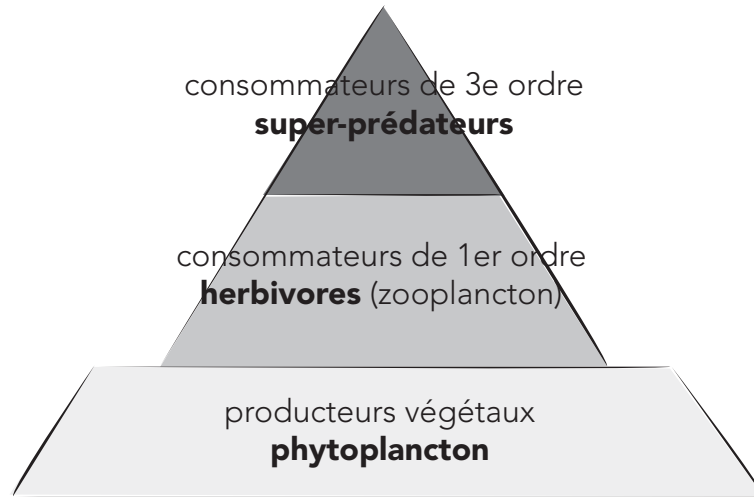 consommateurs de 3e ordre
super-prédateurs
consommateurs de 1er ordre
herbivores (zooplancton)
producteurs végétaux
phytoplancton